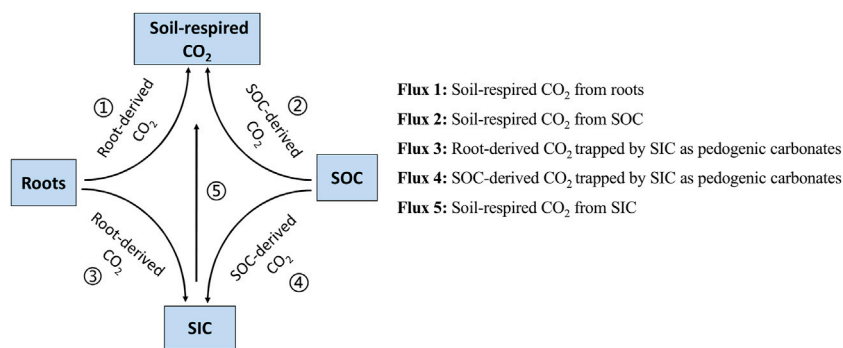 Soil-respired
CO₂
①
Root-derived
CO₂
②
SOC-derived
CO₂
Roots
⑤
SOC
Root-derived
CO₂
③
SOC-derived
CO₂
④
SIC
Flux 1: Soil-respired CO₂ from roots
Flux 2: Soil-respired CO₂ from SOC
Flux 3: Root-derived CO₂ trapped by SIC as pedogenic carbonates
Flux 4: SOC-derived CO₂ trapped by SIC as pedogenic carbonates
Flux 5: Soil-respired CO₂ from SIC